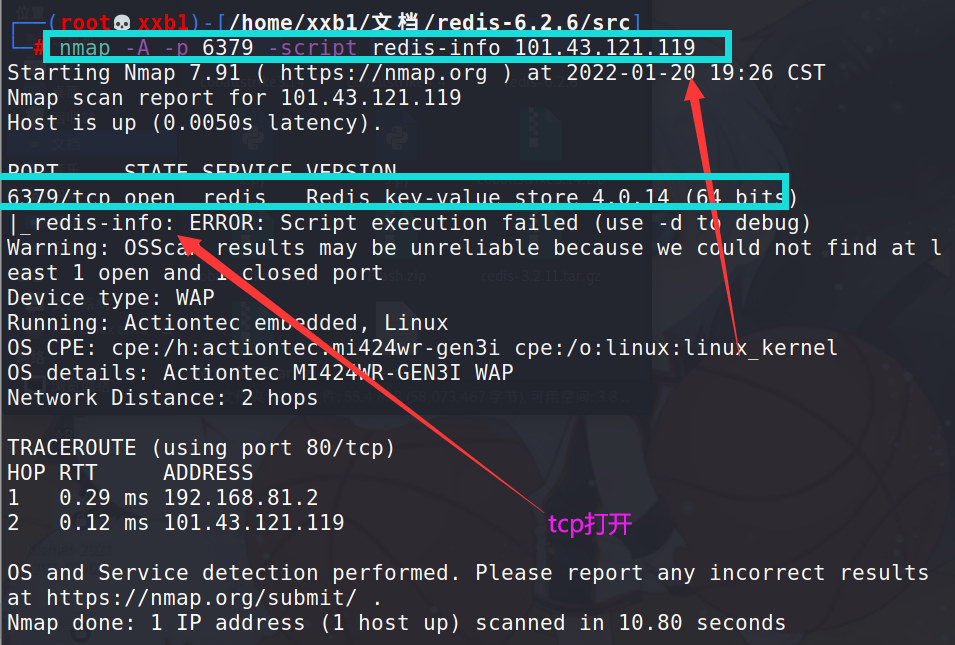 ┌──(root💀xxb1)-[/home/xxb1/文档/redis-6.2.6/src]
└─# nmap -A -p 6379 -script redis-info 101.43.121.119
Starting Nmap 7.91 ( https://nmap.org ) at 2022-01-20 19:26 CST
Nmap scan report for 101.43.121.119
Host is up (0.0050s latency).
PORT     STATE SERVICE VERSION
6379/tcp open  redis   Redis key-value store 4.0.14 (64 bits)
|_redis-info: ERROR: Script execution failed (use -d to debug)
Warning: OSScan results may be unreliable because we could not find at l
east 1 open and 1 closed port
Device type: WAP
Running: Actiontec embedded, Linux
OS CPE: cpe:/h:actiontec:mi424wr-gen3i cpe:/o:linux:linux_kernel
OS details: Actiontec MI424WR-GEN3I WAP
Network Distance: 2 hops
TRACEROUTE (using port 80/tcp)
HOP RTT     ADDRESS
1   0.29 ms 192.168.81.2
2   0.12 ms 101.43.121.119
tcp打开
OS and Service detection performed. Please report any incorrect results
at https://nmap.org/submit/ .
Nmap done: 1 IP address (1 host up) scanned in 10.80 seconds